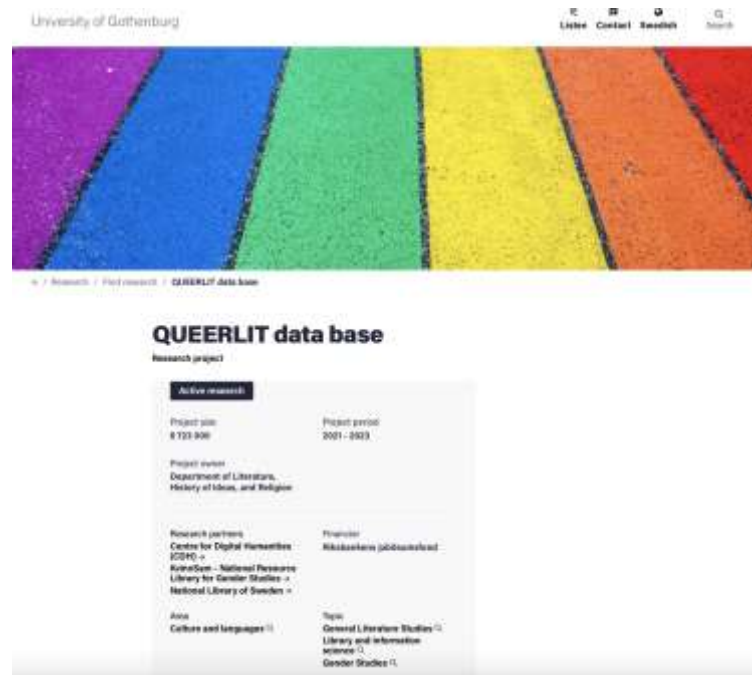 University of Gothenburg
Listen Contact Swedish Search
/ Research / Find research / QUEERLIT data base
QUEERLIT data base
Research project
Active research
Project size
8 723 000
Project period
2021 - 2023
Project owner
Department of Literature,
History of Ideas, and Religion
Research partners
Centre for Digital Humanities
(CDH)
KvinnSam - National Resource
Library for Gender Studies
National Library of Sweden
Financier
Riksbankens jubileumsfond
Area
Culture and languages
Topic
General Literature Studies
Library and information
science
Gender Studies